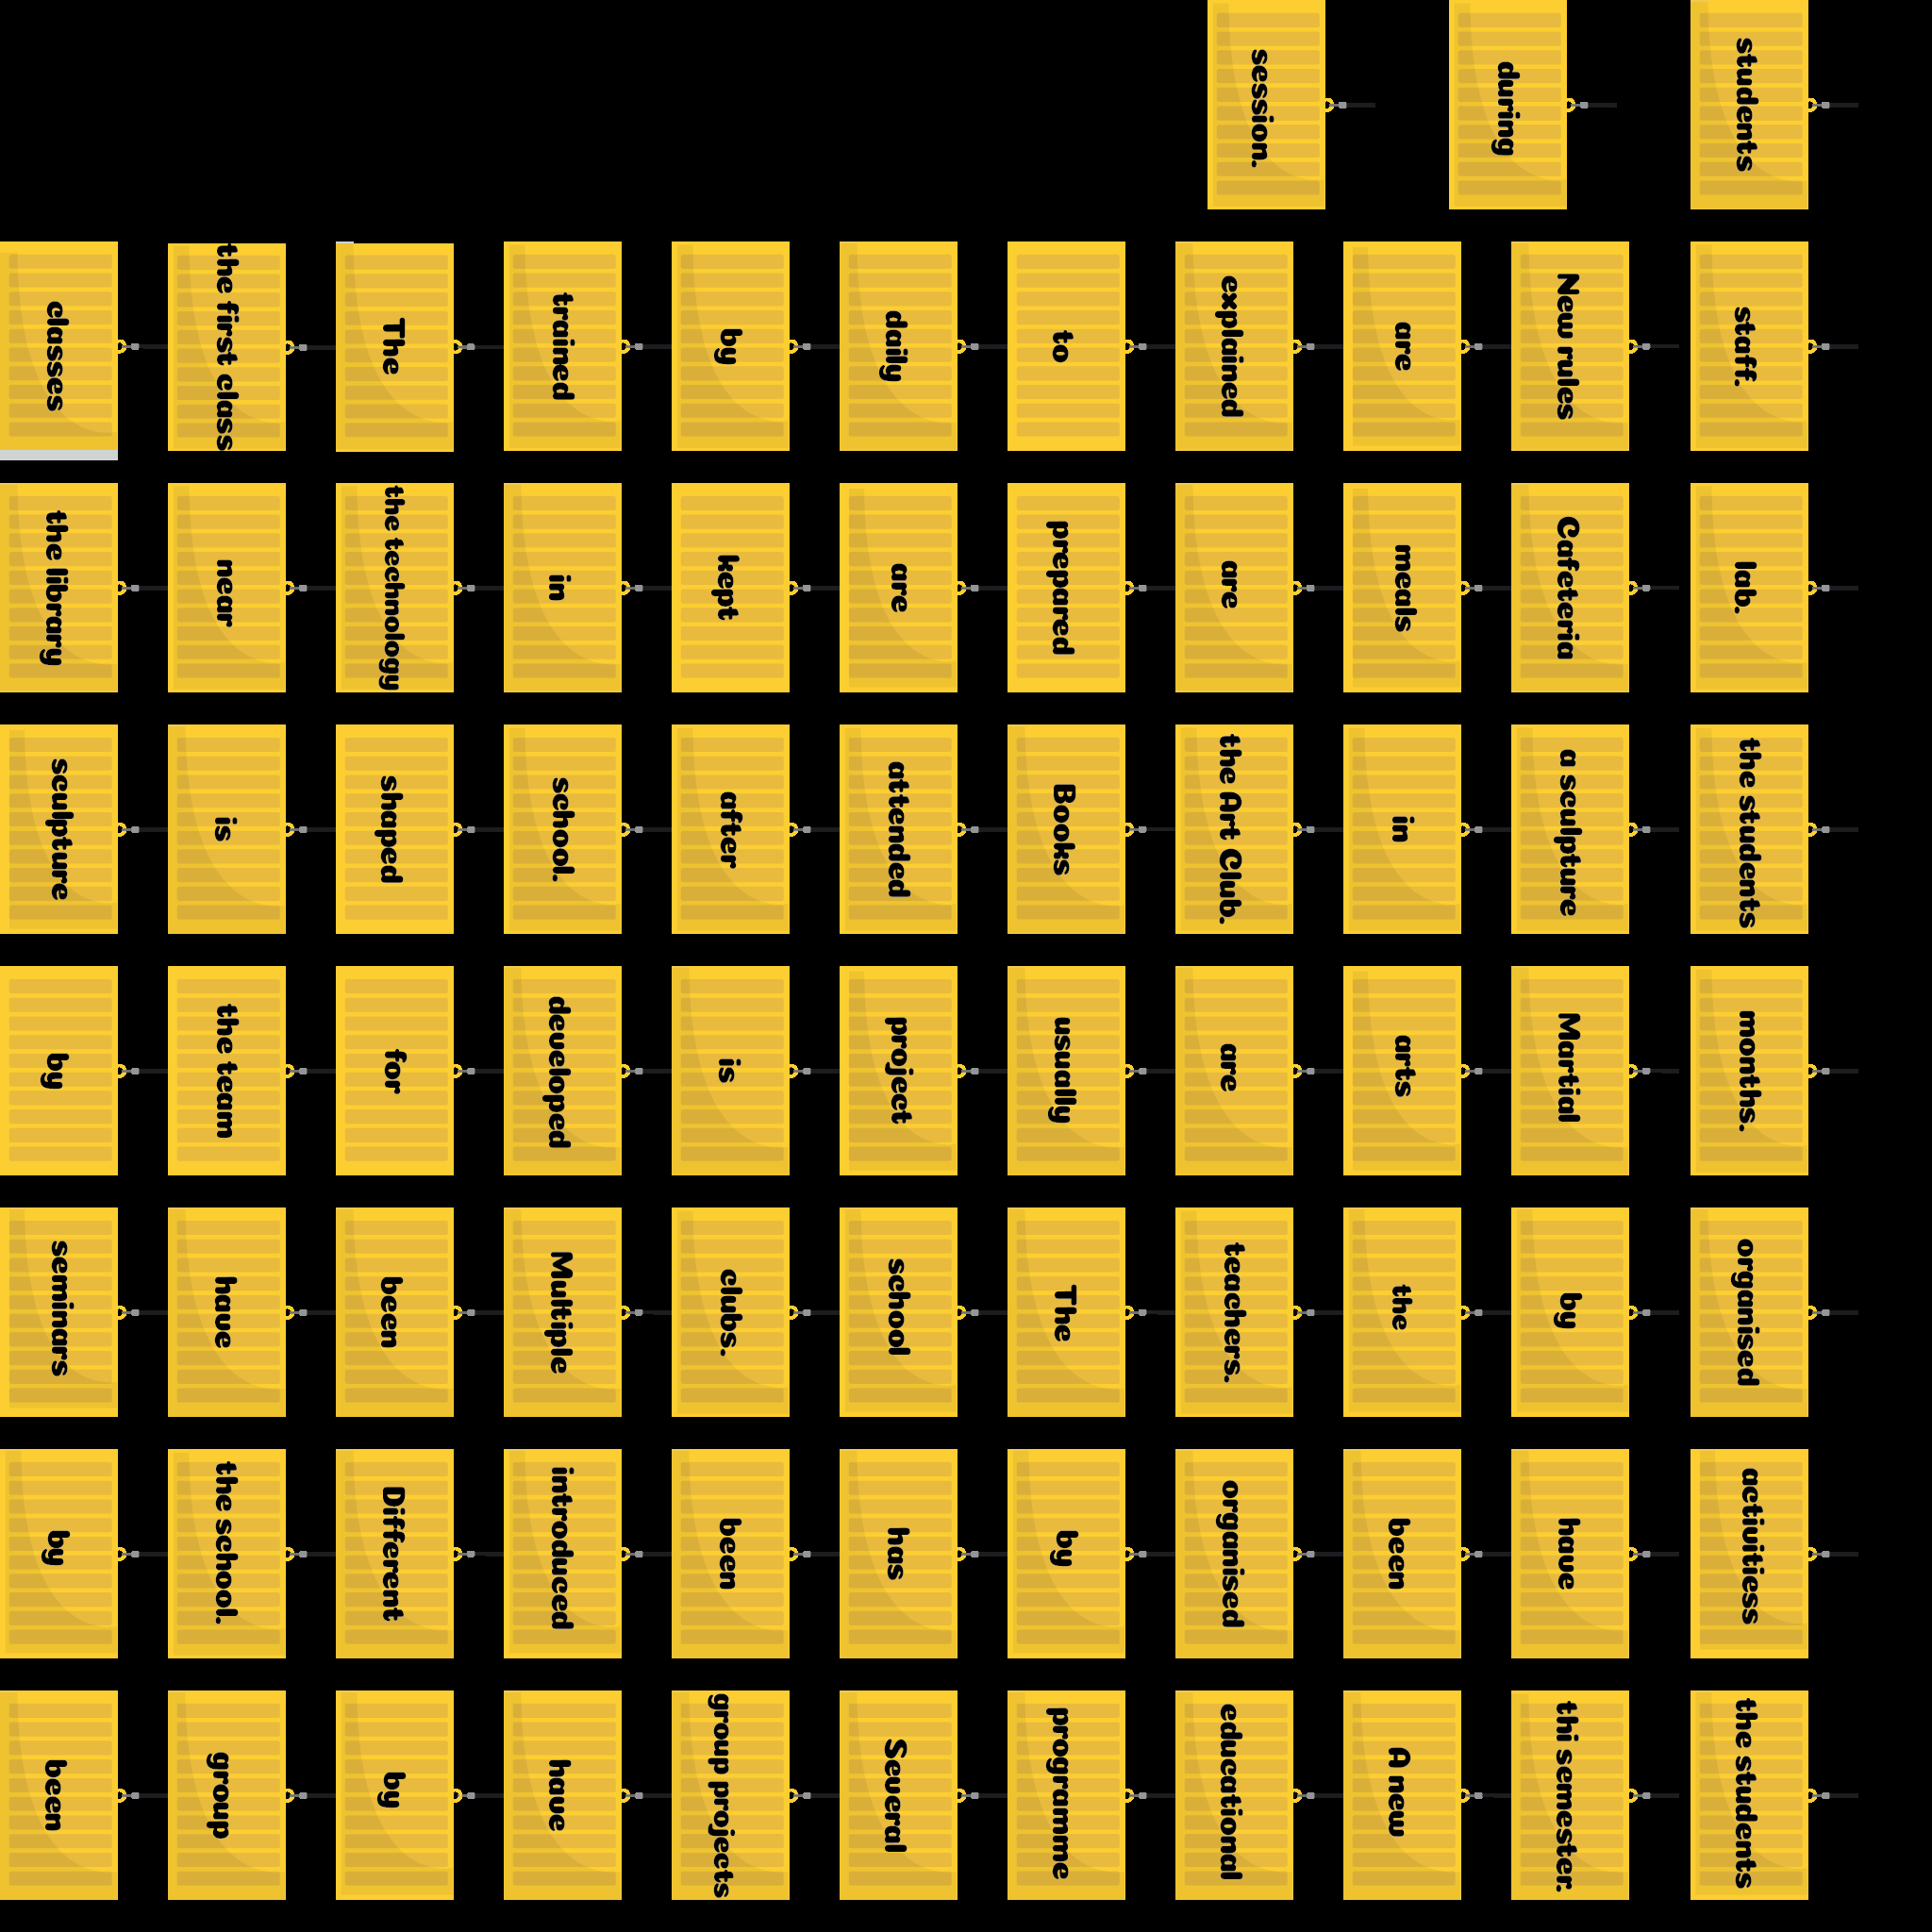 students staff. lab. the students months. organised activitiess the students
during New rules Cafeteria a sculpture Martial by have thi semester.
are meals in arts the been A new
session. explained are the Art Club. are teachers. organised educational
to prepared Books usually The by programme
daily are attended project school has Several
by kept after is clubs. been group projects
trained in school. developed Multiple introduced have
The the technology shaped for been Different by
the first class near is the team have the school. group
classes the library sculpture by seminars by been